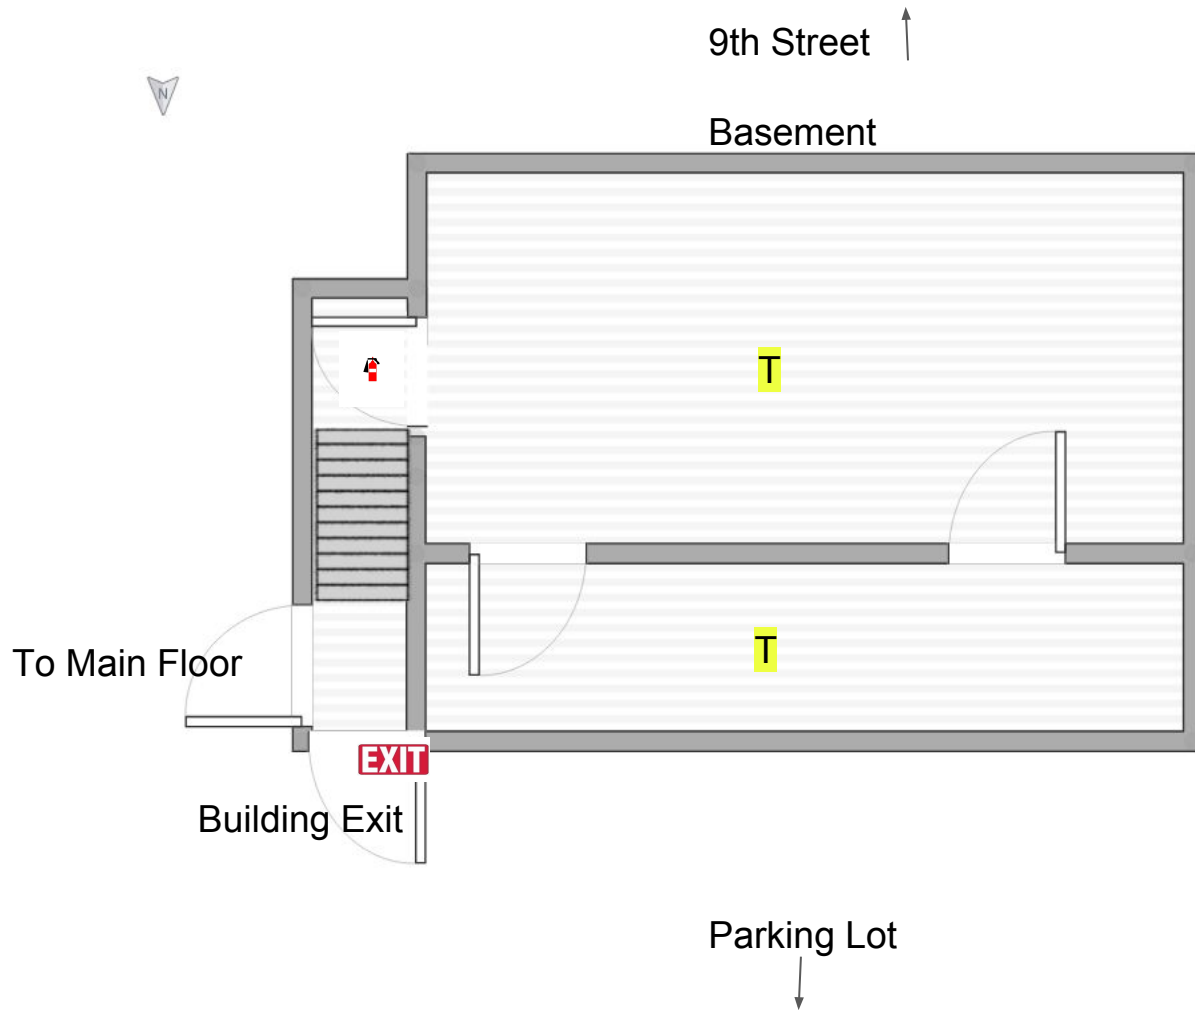 9th Street
N
Basement
T
To Main Floor
T
EXIT
Building Exit
Parking Lot